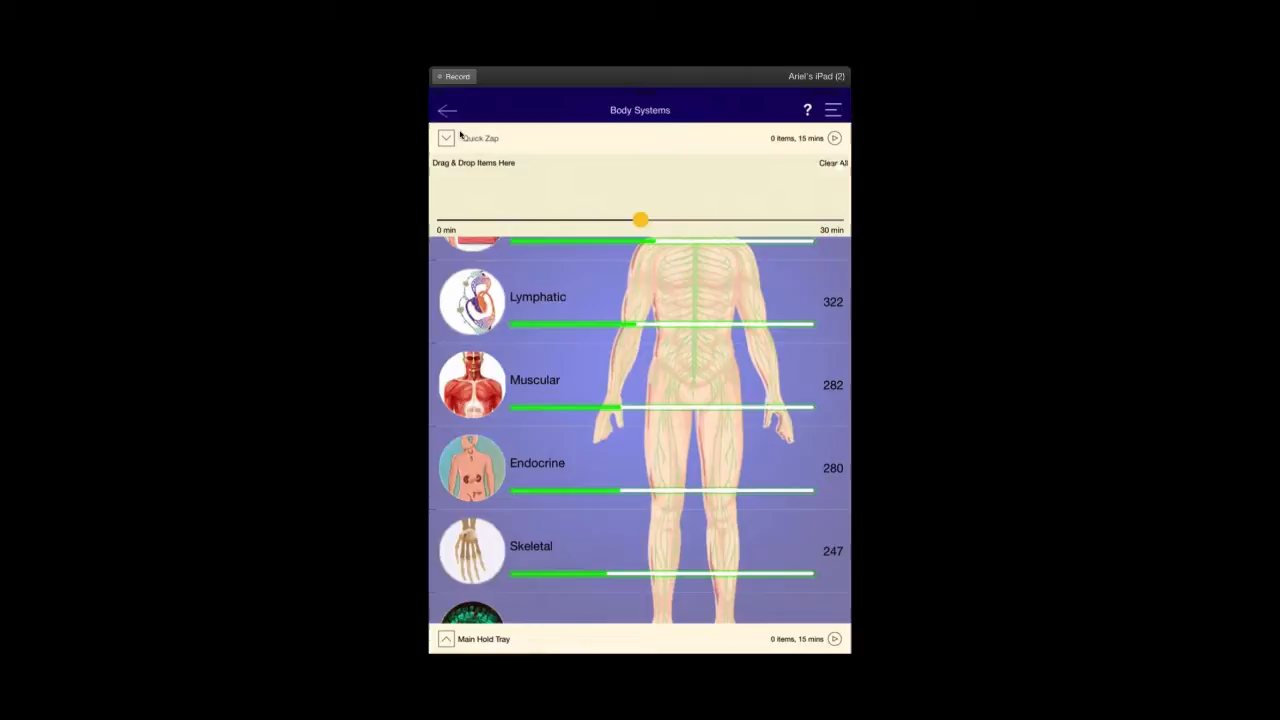 Record
Ariel's iPad (2)
Body Systems
?
Quick Zap
0 items, 15 mins
Drag & Drop Items Here
Clear All
0 min
30 min
Lymphatic
322
Muscular
282
Endocrine
280
Skeletal
247
Main Hold Tray
0 items, 15 mins